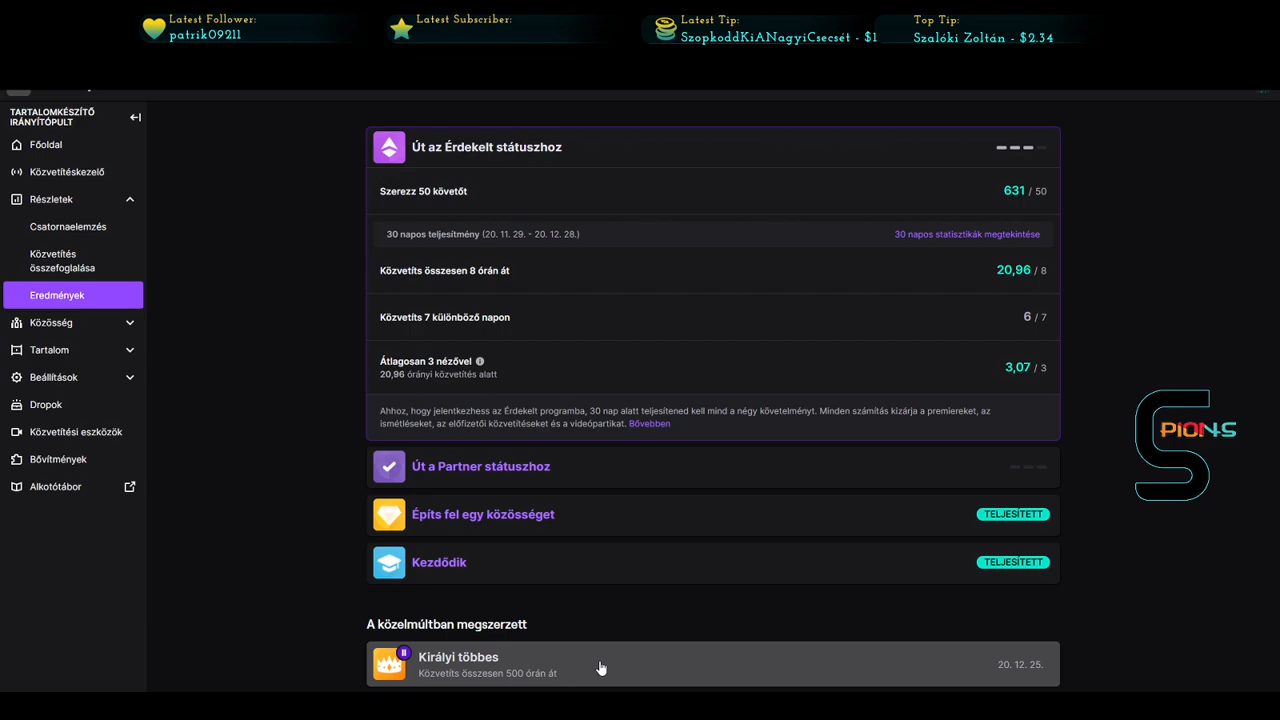 Latest Follower:
patrik09211
Latest Subscriber:
Latest Tip:
SzopkoddKiANagyiCsecsét - $1
Top Tip:
Szalóki Zoltán - $2.34
TARTALOMKÉSZÍTŐ
IRÁNYÍTÓPULT
Főoldal
Közvetítéskezelő
Részletek
Csatornaelemzés
Közvetítés
összefoglalása
Eredmények
Közösség
Tartalom
Beállítások
Dropok
Közvetítési eszközök
Bővítmények
Alkotótábor
Út az Érdekelt státuszhoz
Szerezz 50 követőt
631 / 50
30 napos teljesítmény (20. 11. 29. - 20. 12. 28.)
30 napos statisztikák megtekintése
Közvetíts összesen 8 órán át
20,96 / 8
Közvetíts 7 különböző napon
6 / 7
Átlagosan 3 nézővel
20,96 órányi közvetítés alatt
3,07 / 3
Ahhoz, hogy jelentkezhess az Érdekelt programba, 30 nap alatt teljesítened kell mind a négy követelményt. Minden számítás kizárja a premiereket, az
ismétléseket, az előfizetői közvetítéseket és a videópartikat. Bővebben
Út a Partner státuszhoz
Építs fel egy közösséget
TELJESÍTETT
Kezdődik
TELJESÍTETT
A közelmúltban megszerzett
Királyi többes
Közvetíts összesen 500 órán át
20. 12. 25.
S
PION4S